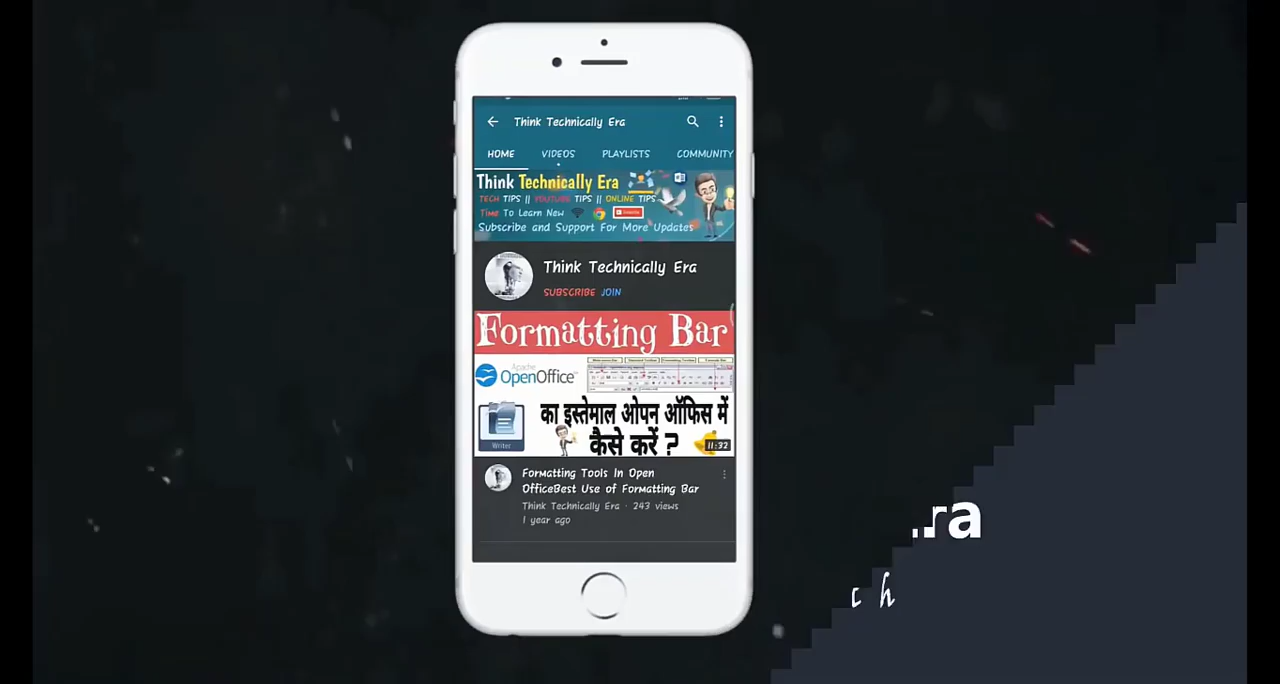 Think Technically Era
HOME VIDEOS PLAYLISTS COMMUNITY
Think Technically Era
TECH TIPS || YOUTUBE TIPS || ONLINE TIPS
Time To Learn New
Subscribe and Support For More Updates
Think Technically Era
SUBSCRIBE JOIN
Formatting Bar
Apache
OpenOffice
का इस्तेमाल ओपन ऑफिस में
कैसे करें ?
Writer
11:32
Formatting Tools In Open
OfficeBest Use of Formatting Bar
Think Technically Era · 243 views
1 year ago
ra
c h